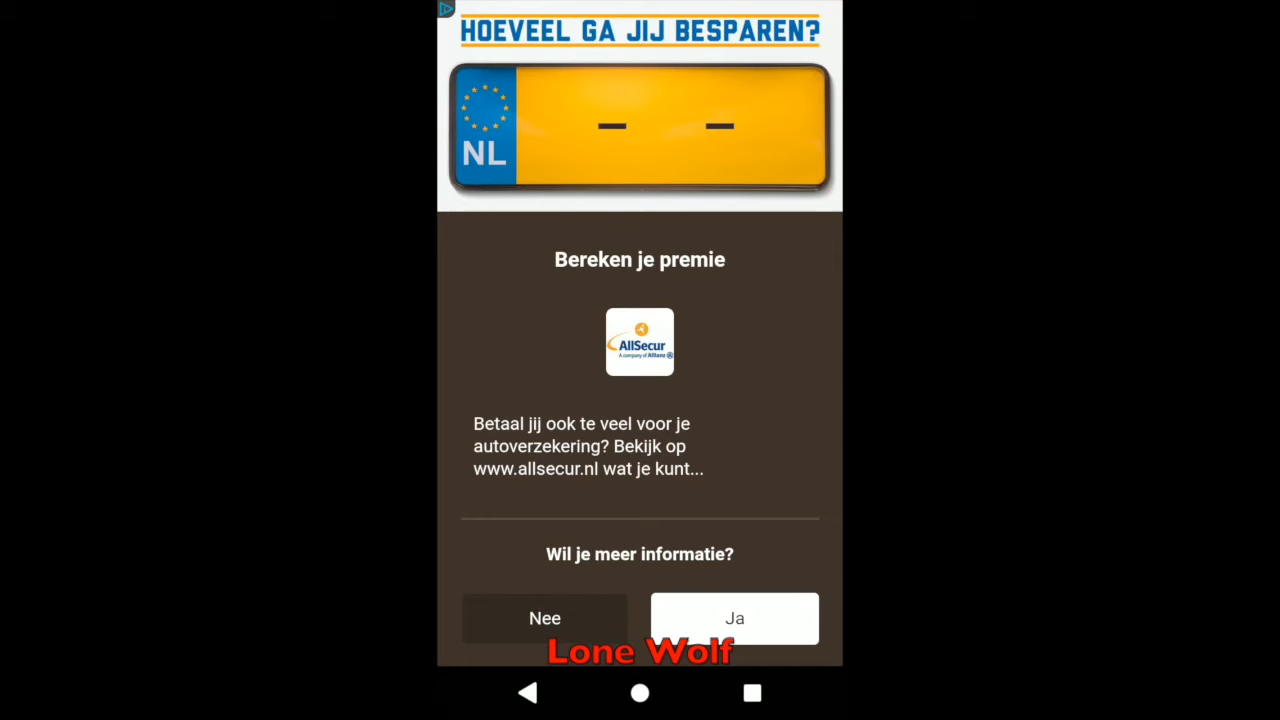 HOEVEEL GA JIJ BESPAREN?
NL
Bereken je premie
AllSecur
A company of Allianz
Betaal jij ook te veel voor je
autoverzekering? Bekijk op
www.allsecur.nl wat je kunt...
Wil je meer informatie?
Nee
Ja
Lone Wolf